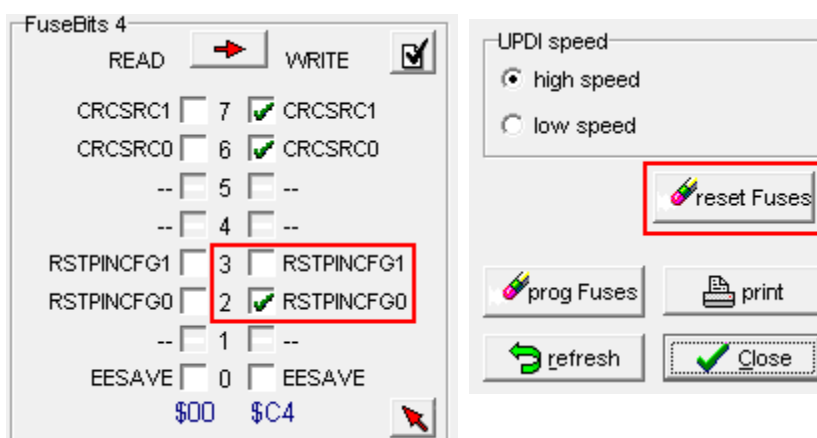 FuseBits 4
READ WRITE
CRCSRC1 7 CRCSRC1
CRCSRC0 6 CRCSRC0
-- 5 --
-- 4 --
RSTPINCFG1 3 RSTPINCFG1
RSTPINCFG0 2 RSTPINCFG0
-- 1 --
EESAVE 0 EESAVE
$00 $C4
UPDI speed
high speed
low speed
reset Fuses
prog Fuses print
refresh Close